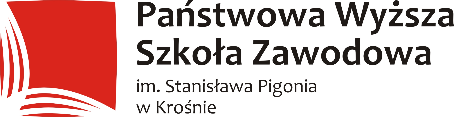 Państwowa Wyższa
Szkoła Zawodowa
im. Stanisława Pigonia
w Krośnie